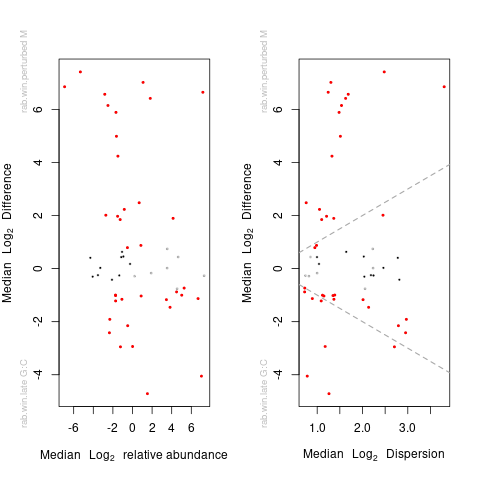 rab.win.perturbed M
rab.win.late G:C
Median Log2 Difference
6
4
2
0
-2
-4
-6
-2
0
2
4
6
Median Log2 relative abundance
rab.win.perturbed M
rab.win.late G:C
Median Log2 Difference
6
4
2
0
-2
-4
1.0
2.0
3.0
Median Log2 Dispersion